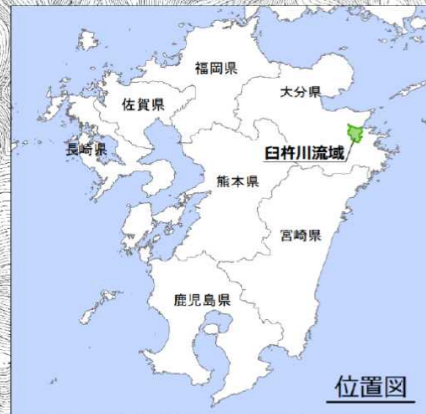 福岡県
大分県
佐賀県
長崎県
臼杵川流域
熊本県
宮崎県
鹿児島県
位置図